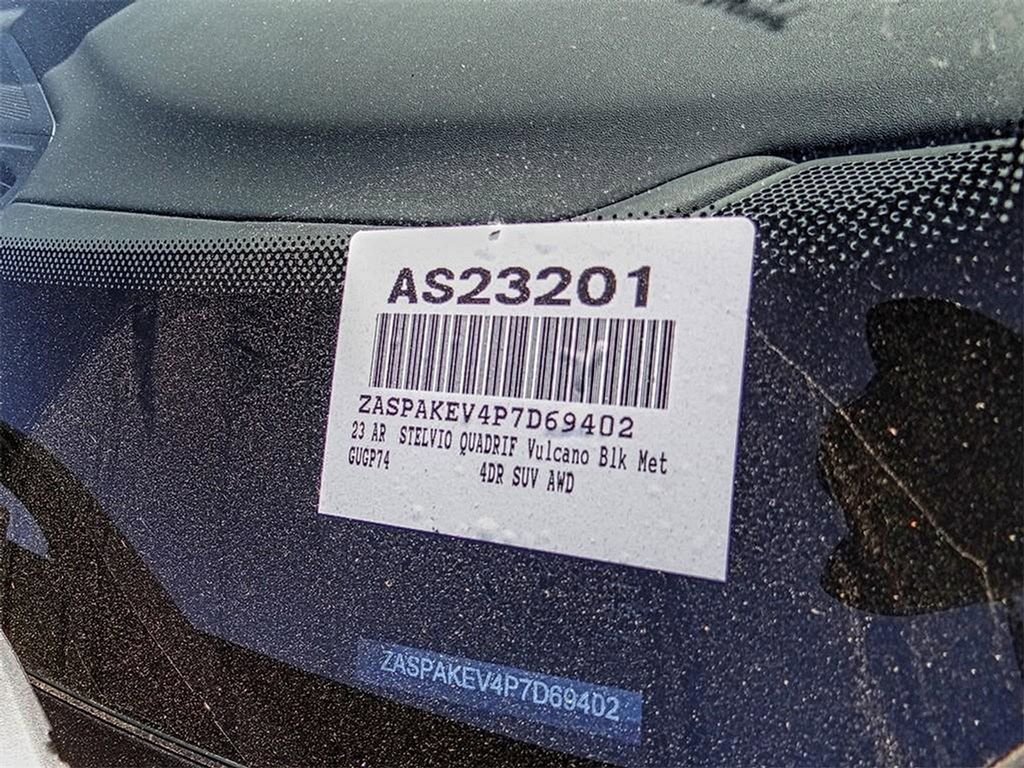 AS23201
ZASPAKEV4P7D69402
23 AR STELVIO QUADRIF Vulcano Blk Met
GUGP74 4DR SUV AWD
ZASPAKEV4P7D69402